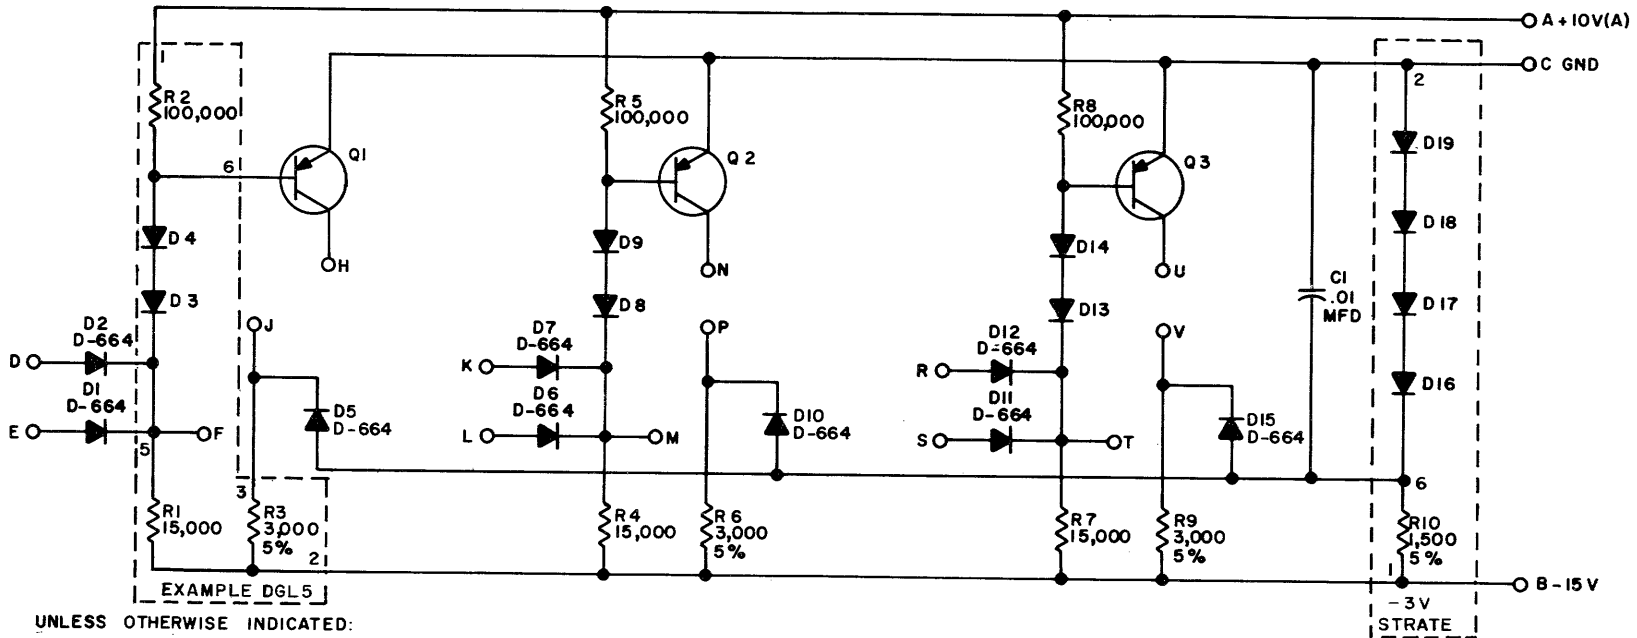 A +10V(A)
C GND
1
2
R2
100,000
R5
100,000
R8
100,000
D19
Q1
Q2
Q3
6
D4
D9
D14
D18
H
N
U
C1
.01
MFD
D3
D8
D13
D17
J
P
V
D2
D-664
D7
D-664
D12
D-664
D
K
R
D16
D1
D-664
D6
D-664
D11
D-664
D5
D-664
D10
D-664
D15
D-664
E
F
L
M
S
T
5
3
6
R1
15,000
R3
3,000
5%
2
R4
15,000
R6
3,000
5%
R7
15,000
R9
3,000
5%
R10
1,500
5%
1
B -15V
EXAMPLE DGL5
-3V
STRATE
UNLESS OTHERWISE INDICATED: